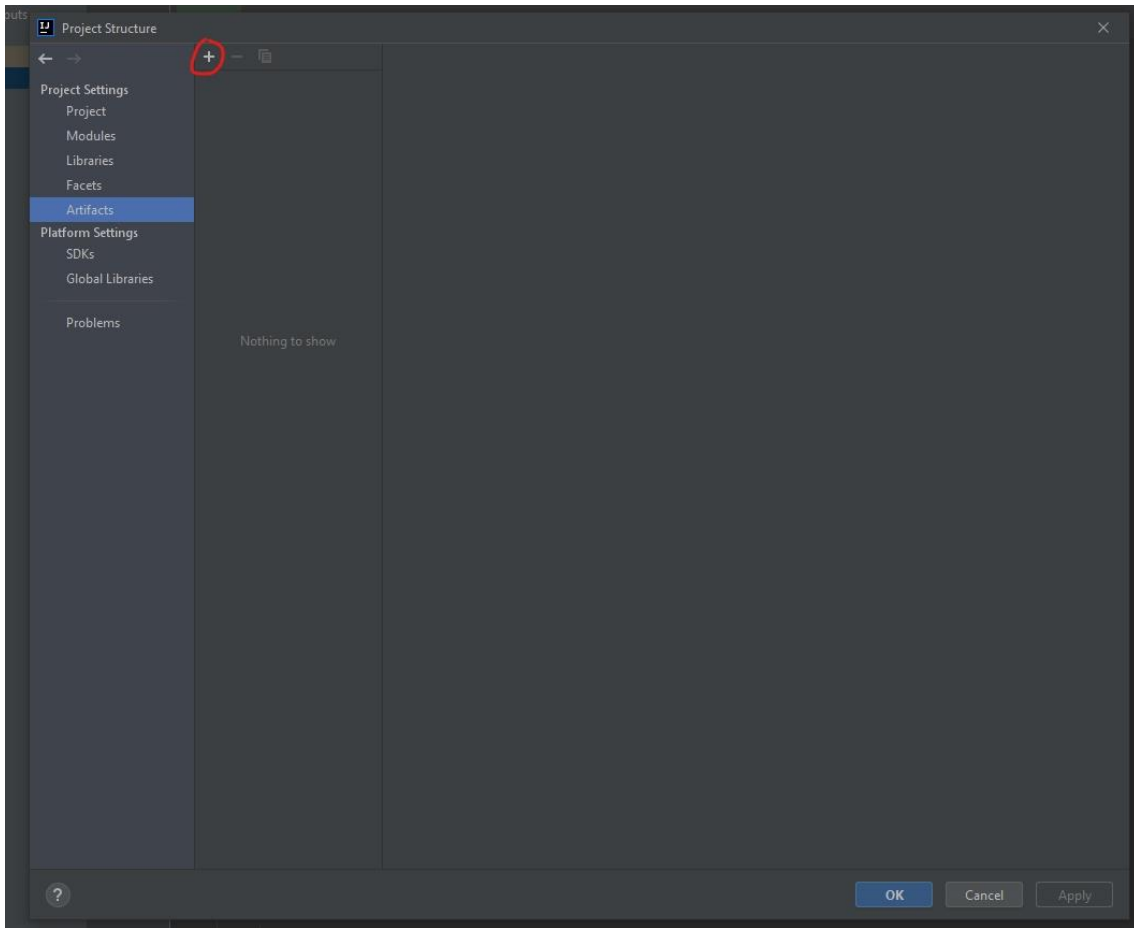 Project Structure
Project Settings
Project
Modules
Libraries
Facets
Artifacts
Platform Settings
SDKs
Global Libraries
Problems
Nothing to show
?
OK
Cancel
Apply